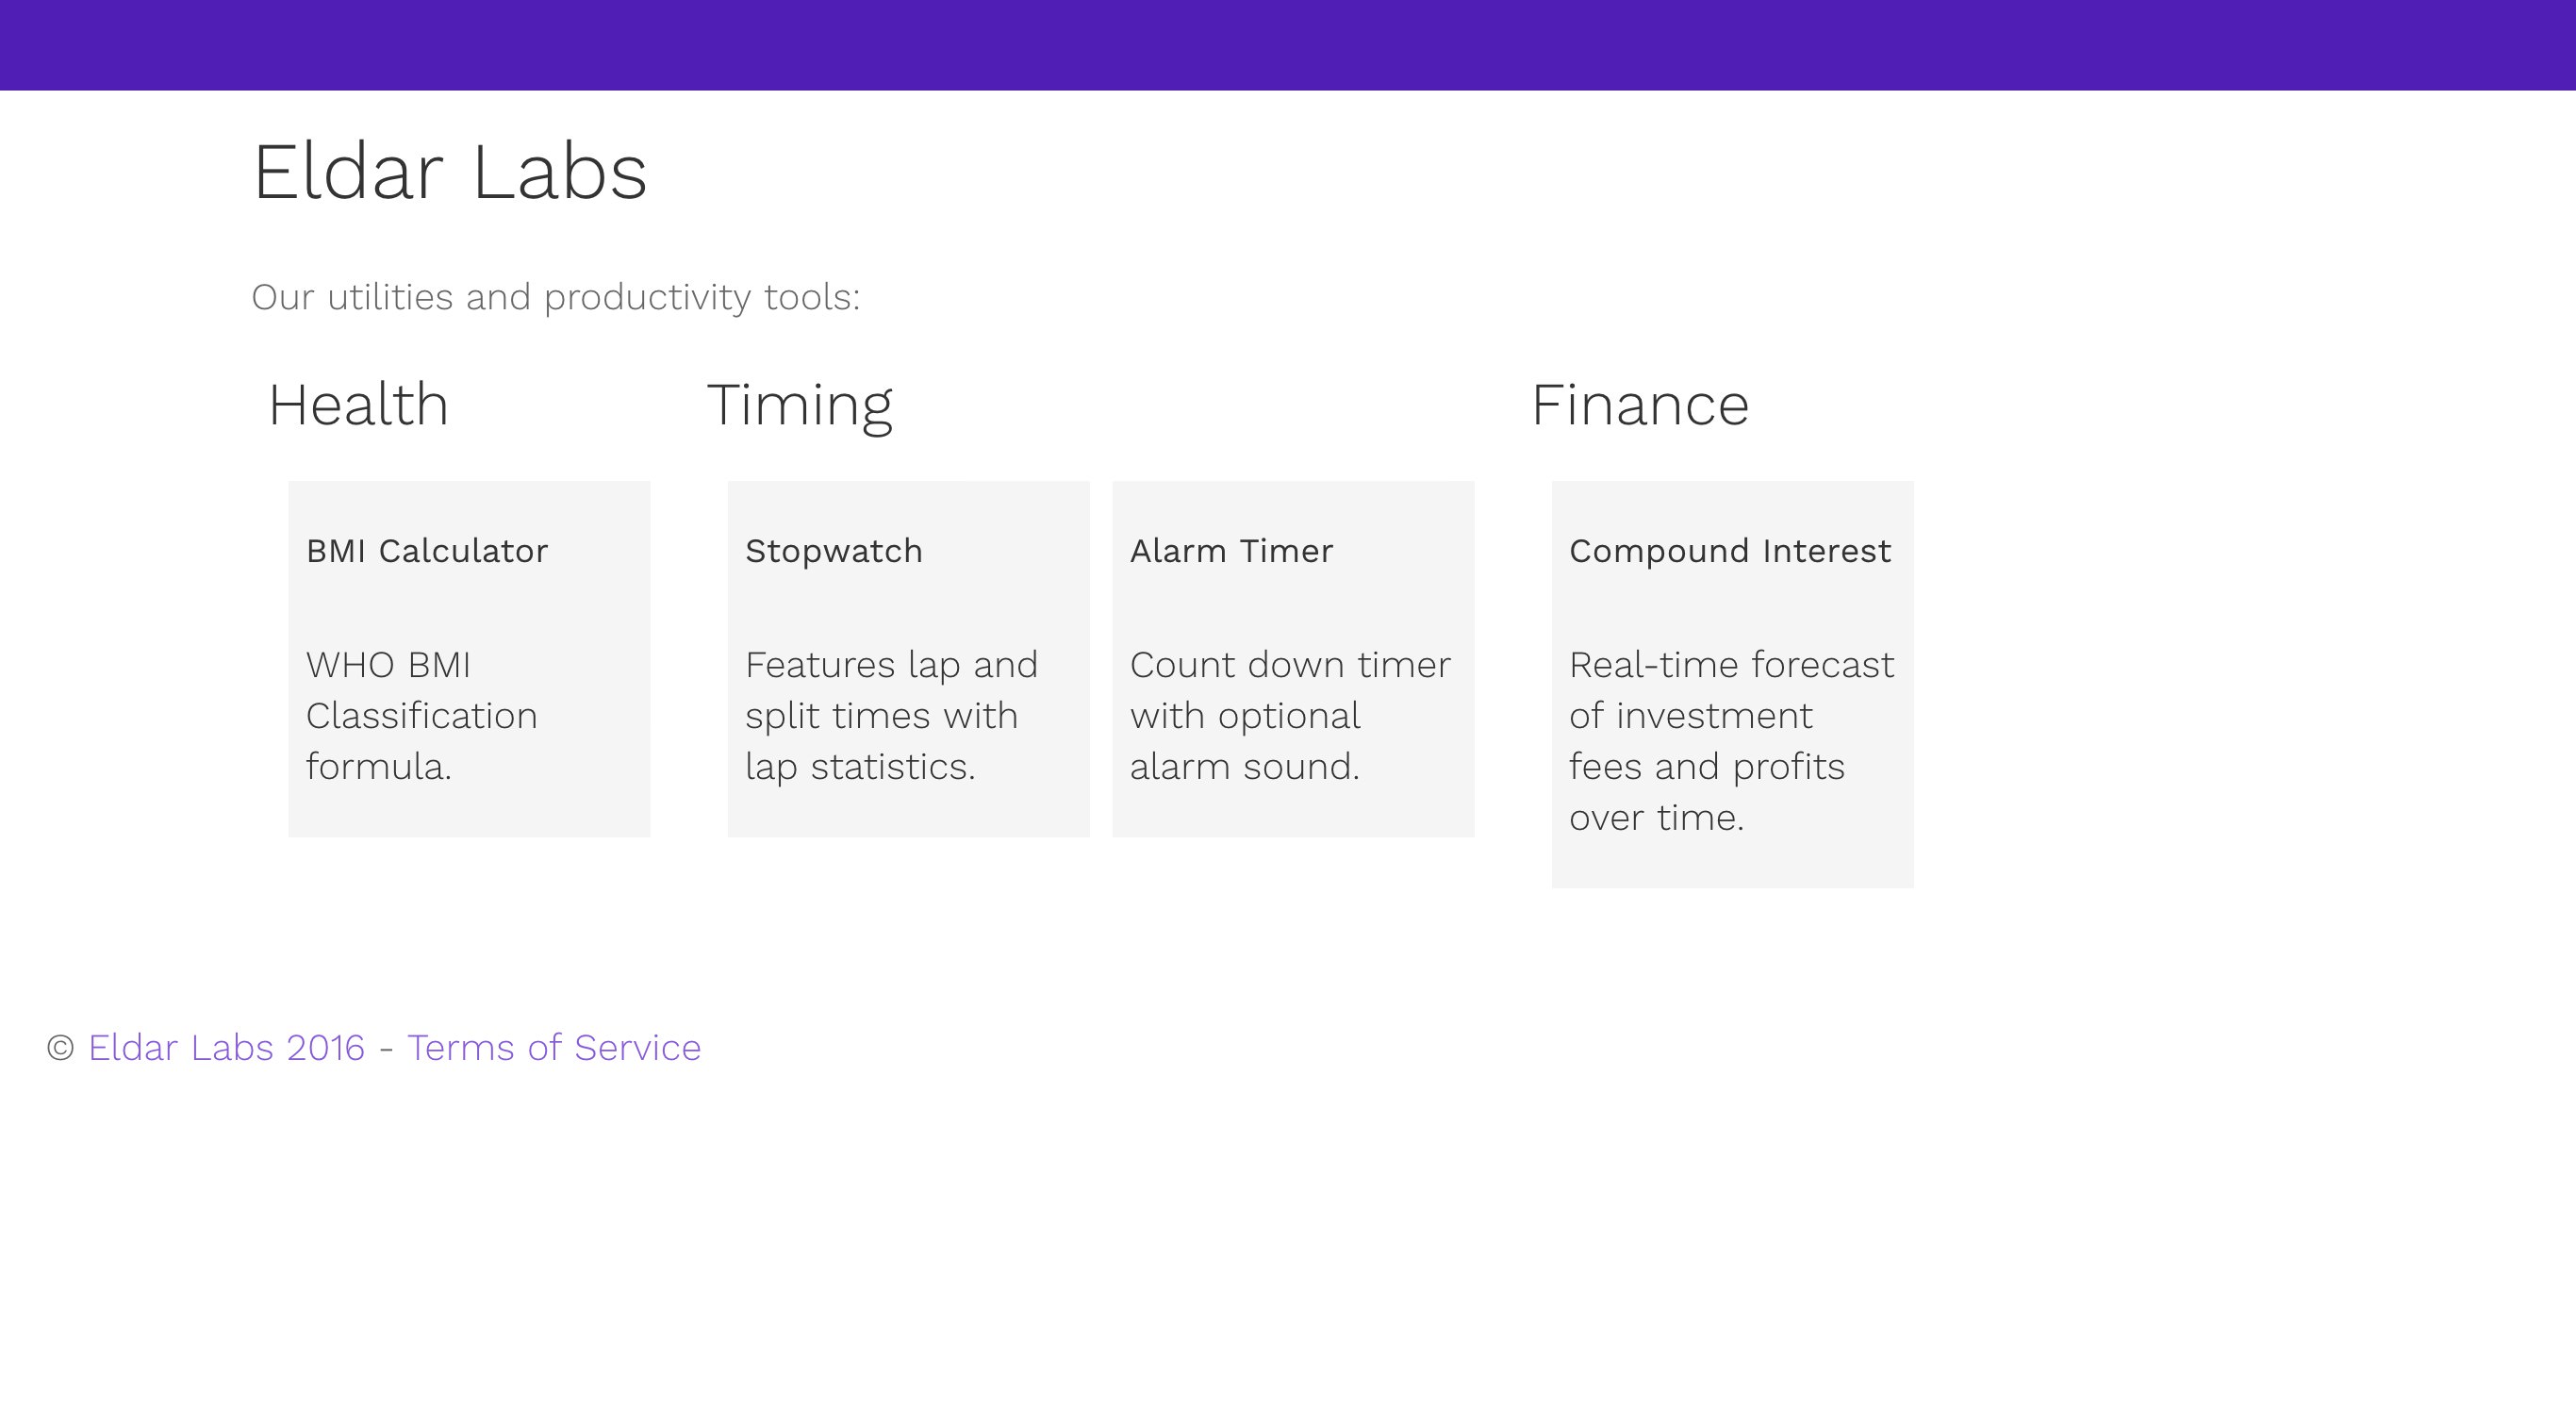 Eldar Labs
Our utilities and productivity tools:
Health
BMI Calculator
WHO BMI
Classification
formula.
Timing
Stopwatch
Features lap and
split times with
lap statistics.
Alarm Timer
Count down timer
with optional
alarm sound.
Finance
Compound Interest
Real-time forecast
of investment
fees and profits
over time.
© Eldar Labs 2016 - Terms of Service